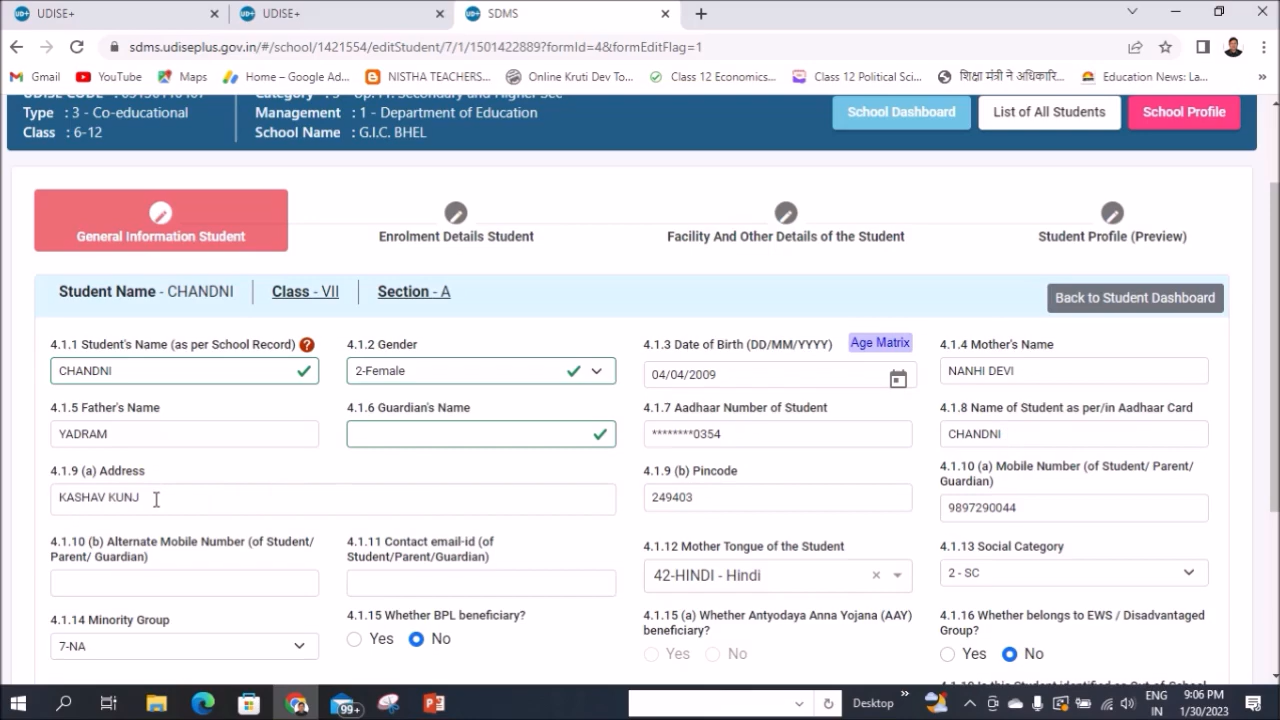 UDISE+
UDISE+
SDMS
sdms.udiseplus.gov.in/#/school/1421554/editStudent/7/1/1501422889?formId=4&formEditFlag=1
Gmail
YouTube
Maps
Home – Google Ad...
NISTHA TEACHERS...
Online Kruti Dev To...
Class 12 Economics...
Class 12 Political Sci...
शिक्षा मंत्री ने अधिकारि...
Education News: La...
Type : 3 - Co-educational
Class : 6-12
Management : 1 - Department of Education
School Name : G.I.C. BHEL
School Dashboard
List of All Students
School Profile
General Information Student
Enrolment Details Student
Facility And Other Details of the Student
Student Profile (Preview)
Student Name - CHANDNI
Class - VII
Section - A
Back to Student Dashboard
4.1.1 Student's Name (as per School Record) ?
CHANDNI
4.1.2 Gender
2-Female
4.1.3 Date of Birth (DD/MM/YYYY)
Age Matrix
04/04/2009
4.1.4 Mother's Name
NANHI DEVI
4.1.5 Father's Name
YADRAM
4.1.6 Guardian's Name
4.1.7 Aadhaar Number of Student
********0354
4.1.8 Name of Student as per/in Aadhaar Card
CHANDNI
4.1.9 (a) Address
KASHAV KUNJ
4.1.9 (b) Pincode
249403
4.1.10 (a) Mobile Number (of Student/ Parent/
Guardian)
9897290044
4.1.10 (b) Alternate Mobile Number (of Student/
Parent/ Guardian)
4.1.11 Contact email-id (of
Student/Parent/Guardian)
4.1.12 Mother Tongue of the Student
42-HINDI - Hindi
4.1.13 Social Category
2 - SC
4.1.14 Minority Group
7-NA
4.1.15 Whether BPL beneficiary?
Yes No
4.1.15 (a) Whether Antyodaya Anna Yojana (AAY)
beneficiary?
Yes No
4.1.16 Whether belongs to EWS / Disadvantaged
Group?
Yes No
99+
Desktop
ENG
IN
9:06 PM
1/30/2023